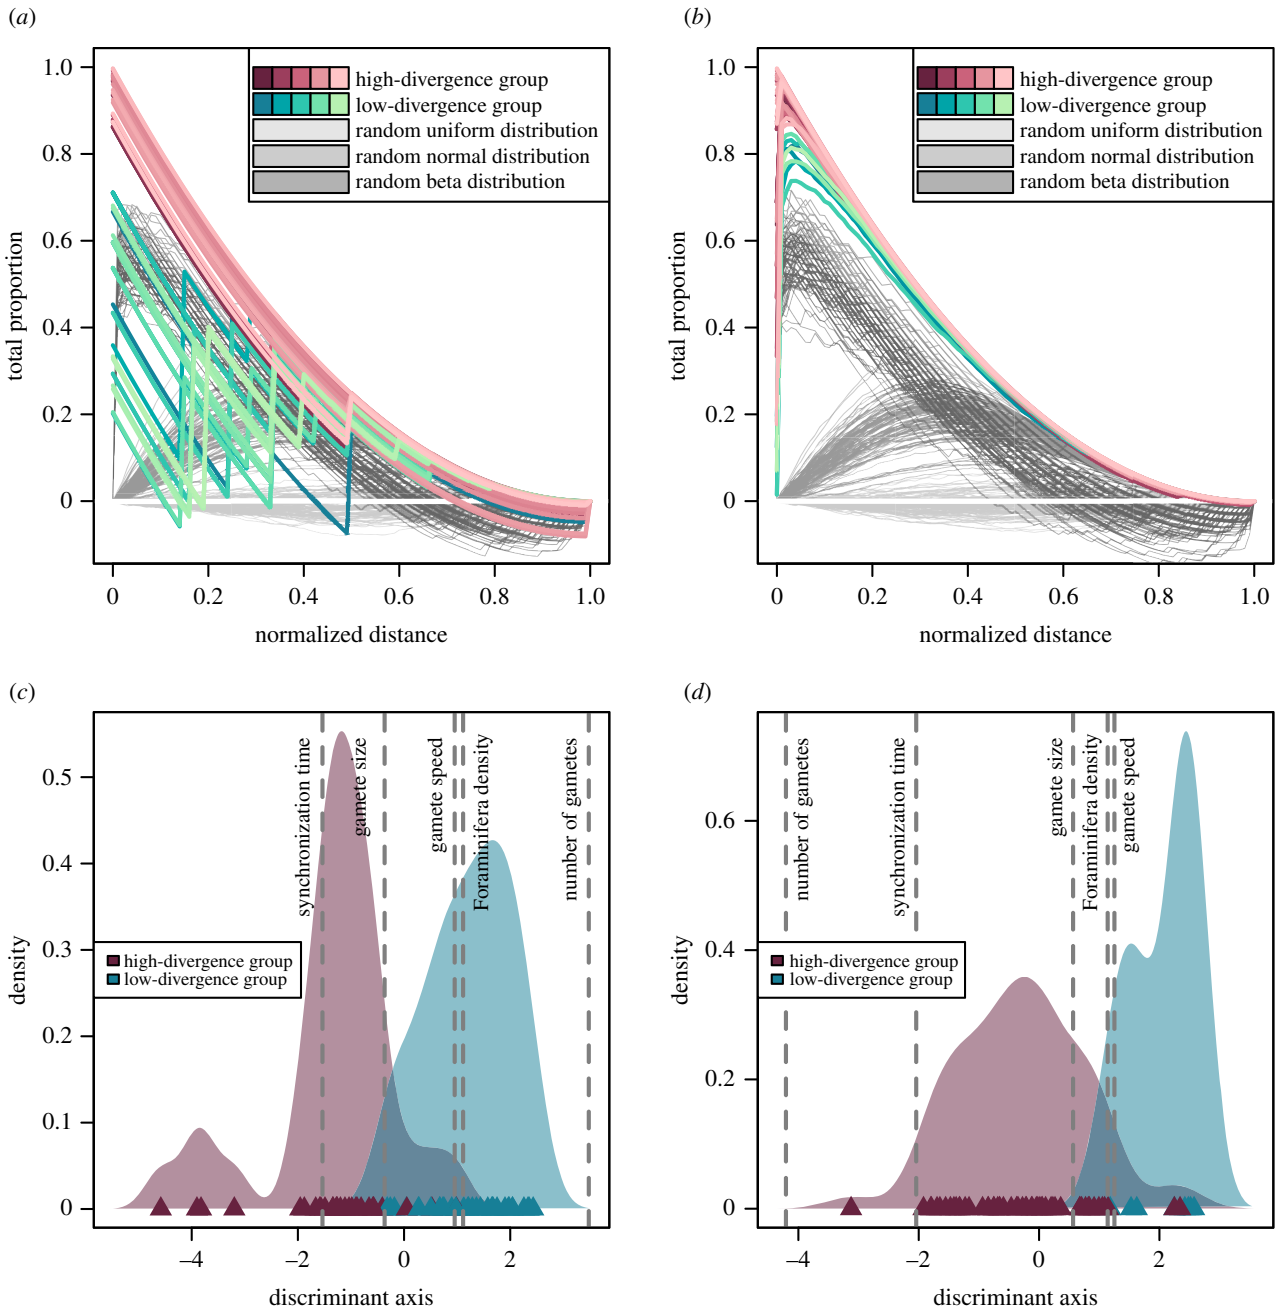 (a)
1.0
0.8
0.6
0.4
0.2
0
total proportion
high-divergence group
low-divergence group
random uniform distribution
random normal distribution
random beta distribution
0 0.2 0.4 0.6 0.8 1.0
normalized distance
(b)
1.0
0.8
0.6
0.4
0.2
0
total proportion
high-divergence group
low-divergence group
random uniform distribution
random normal distribution
random beta distribution
0 0.2 0.4 0.6 0.8 1.0
normalized distance
(c)
0.5
0.4
0.3
0.2
0.1
0
density
synchronization time
gamete size
gamete speed
Foraminifera density
number of gametes
high-divergence group
low-divergence group
–4 –2 0 2
discriminant axis
(d)
0.6
0.4
0.2
0
density
number of gametes
synchronization time
gamete size
Foraminifera density
gamete speed
high-divergence group
low-divergence group
–4 –2 0 2
discriminant axis